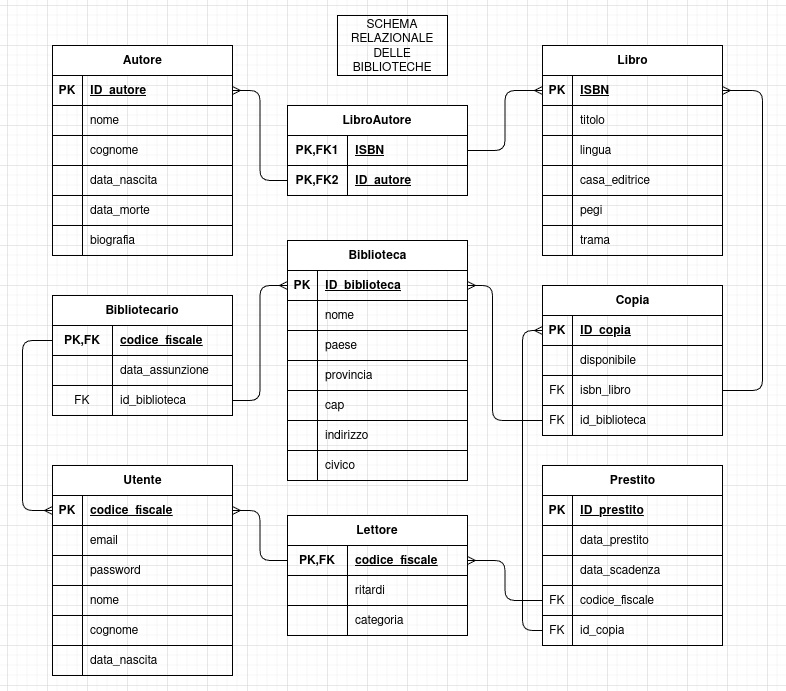 SCHEMA
RELAZIONALE
DELLE
BIBLIOTECHE
Autore
PK ID_autore
nome
cognome
data_nascita
data_morte
biografia
LibroAutore
PK,FK1 ISBN
PK,FK2 ID_autore
Libro
PK ISBN
titolo
lingua
casa_editrice
pegi
trama
Biblioteca
PK ID_biblioteca
nome
paese
provincia
cap
indirizzo
civico
Bibliotecario
PK,FK codice_fiscale
data_assunzione
FK id_biblioteca
Copia
PK ID_copia
disponibile
FK isbn_libro
FK id_biblioteca
Utente
PK codice_fiscale
email
password
nome
cognome
data_nascita
Lettore
PK,FK codice_fiscale
ritardi
categoria
Prestito
PK ID_prestito
data_prestito
data_scadenza
FK codice_fiscale
FK id_copia